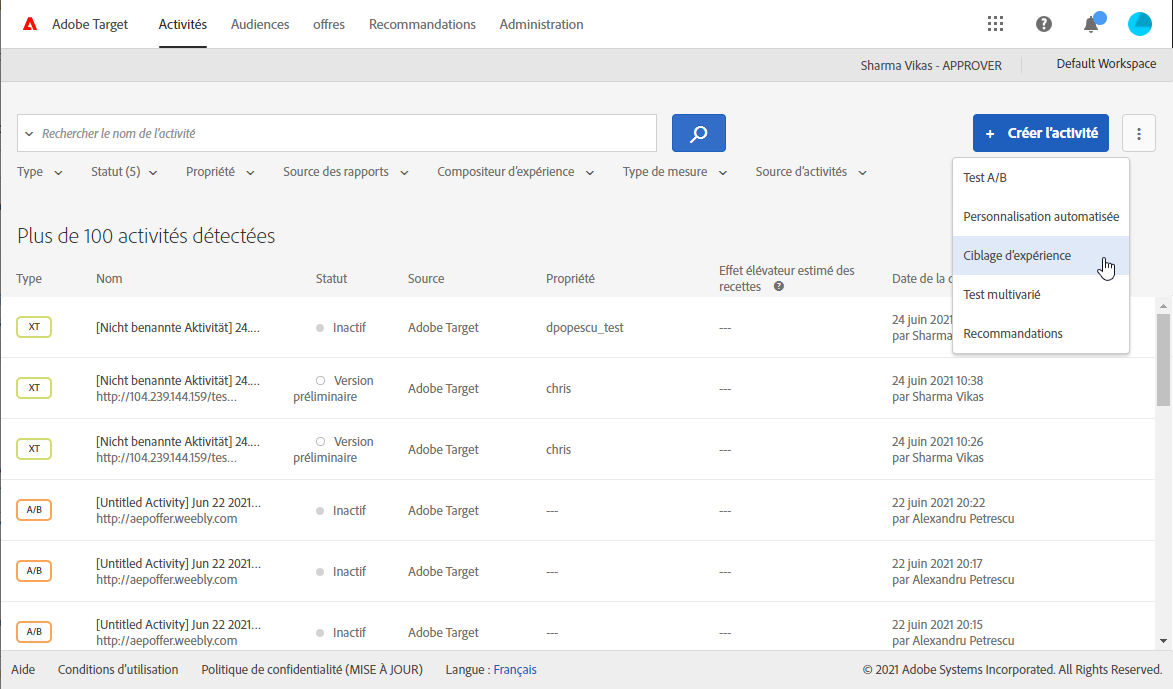 Adobe Target Activités Audiences offres Recommandations Administration
Sharma Vikas - APPROVER Default Workspace
Rechercher le nom de l'activité
+ Créer l'activité
Type Statut (5) Propriété Source des rapports Compositeur d'expérience Type de mesure Source d'activités
Test A/B
Personnalisation automatisée
Ciblage d'expérience
Test multivarié
Recommandations
Plus de 100 activités détectées
Type Nom Statut Source Propriété Effet élévateur estimé des recettes Date de la
XT [Nicht benannte Aktivität] 24.... Inactif Adobe Target dpopescu_test --- 24 juin 2021
par Sharma
XT [Nicht benannte Aktivität] 24.... Version préliminaire Adobe Target chris --- 24 juin 2021 10:38
http://104.239.144.159/tes... par Sharma Vikas
XT [Nicht benannte Aktivität] 24.... Version préliminaire Adobe Target chris --- 24 juin 2021 10:26
http://104.239.144.159/tes... par Sharma Vikas
A/B [Untitled Activity] Jun 22 2021... Inactif Adobe Target --- --- 22 juin 2021 20:22
http://aepoffer.weebly.com par Alexandru Petrescu
A/B [Untitled Activity] Jun 22 2021... Inactif Adobe Target --- --- 22 juin 2021 20:17
http://aepoffer.weebly.com par Alexandru Petrescu
A/B [Untitled Activity] Jun 22 2021... Inactif Adobe Target --- --- 22 juin 2021 20:15
http://aepoffer.weebly.com par Alexandru Petrescu
Aide Conditions d'utilisation Politique de confidentialité (MISE À JOUR) Langue : Français © 2021 Adobe Systems Incorporated. All Rights Reserved.